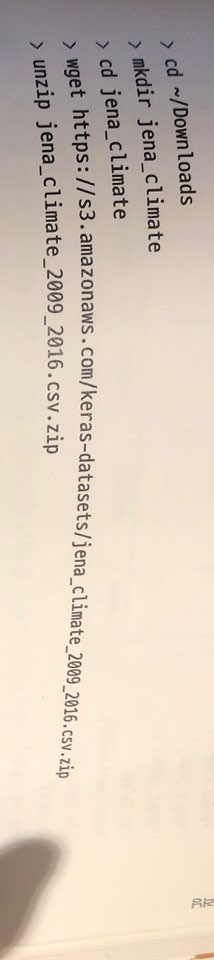 > cd ~/Downloads
> mkdir jena_climate
> cd jena_climate
> wget https://s3.amazonaws.com/keras-datasets/jena_climate_2009_2016.csv.zip
> unzip jena_climate_2009_2016.csv.zip